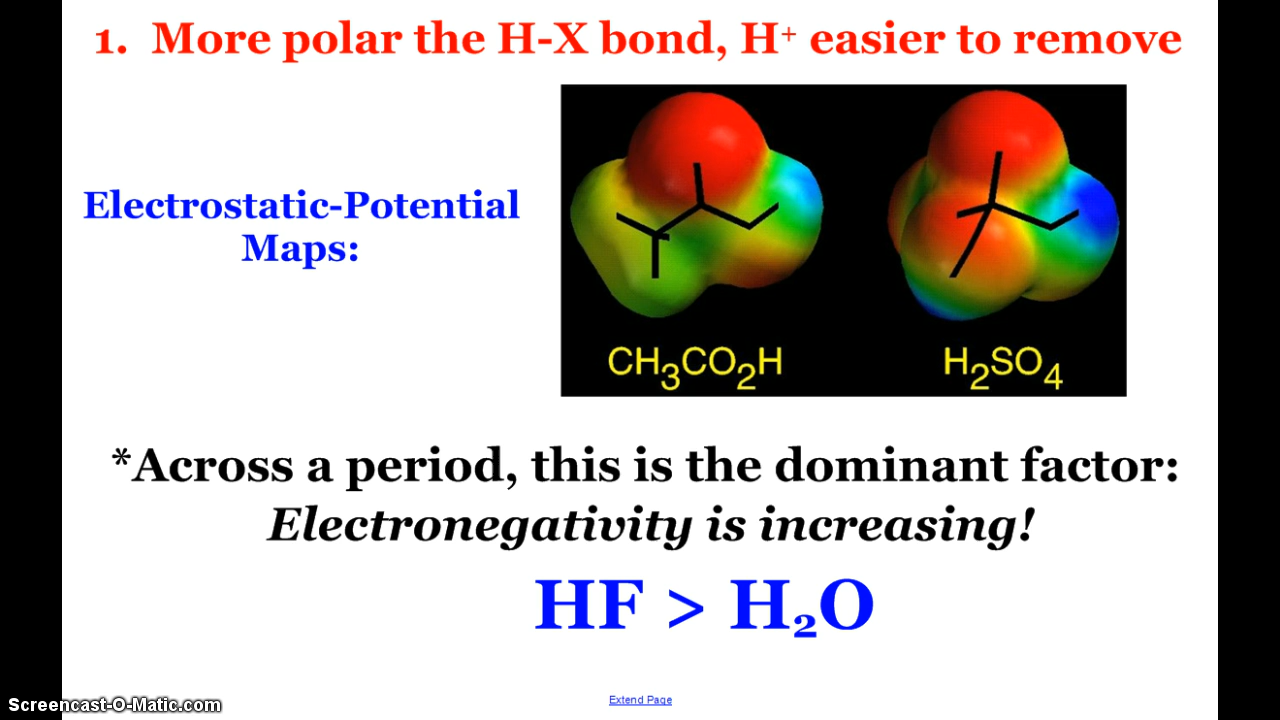 1. More polar the H-X bond, H⁺ easier to remove
Electrostatic-Potential
Maps:
CH₃CO₂H
H₂SO₄
*Across a period, this is the dominant factor:
Electronegativity is increasing!
HF > H₂O
Extend Page
Screencast-O-Matic.com